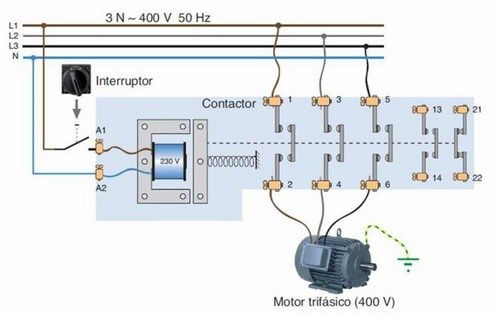 3 N ~ 400 V 50 Hz
L1
L2
L3
N
Interruptor
Contactor
1
3
5
13
21
A1
230 V
A2
14
22
2
4
6
Motor trifásico (400 V)